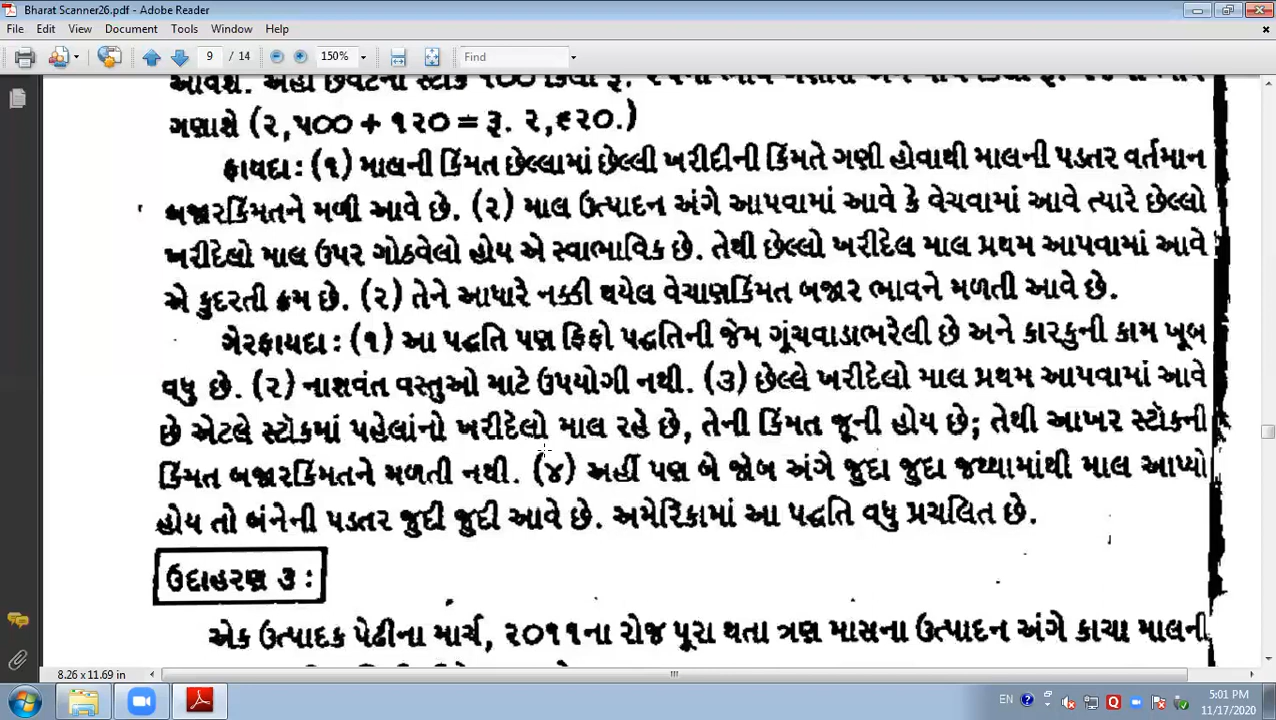 Bharat Scanner26.pdf - Adobe Reader
File Edit View Document Tools Window Help
9 / 14 150% Find
આવશે. અહીં છેવટનો સ્ટોક ૧૦૦ કિલો રૂ.
ગણાશે (૨,૫૦૦ + ૧૨૦ = રૂ. ૨,૬૨૦.)
ફાયદા: (૧) માલની કિંમત છેલ્લામાં છેલ્લી ખરીદીની કિંમતે ગણી હોવાથી માલની પડતર વર્તમાન
બજારકિંમતને મળી આવે છે. (૨) માલ ઉત્પાદન અંગે આપવામાં આવે કે વેચવામાં આવે ત્યારે છેલ્લો
ખરીદેલો માલ ઉપર ગોઠવેલો હોય એ સ્વાભાવિક છે. તેથી છેલ્લો ખરીદેલ માલ પ્રથમ આપવામાં આવે
એ કુદરતી ક્રમ છે. (૨) તેને આધારે નક્કી થયેલ વેચાણકિંમત બજાર ભાવને મળતી આવે છે.
ગેરફાયદા: (૧) આ પદ્ધતિ પણ ફિફો પદ્ધતિની જેમ ગૂંચવાડાભરેલી છે અને કારકુની કામ ખૂબ
વધુ છે. (૨) નાશવંત વસ્તુઓ માટે ઉપયોગી નથી. (૩) છેલ્લે ખરીદેલો માલ પ્રથમ આપવામાં આવે
છે એટલે સ્ટૉકમાં પહેલાંનો ખરીદેલો માલ રહે છે, તેની કિંમત જૂની હોય છે; તેથી આખર સ્ટૉકની
કિંમત બજારકિંમતને મળતી નથી. (૪) અહીં પણ બે જૉબ અંગે જુદા જુદા જથ્થામાંથી માલ આપ્યો
હોય તો બંનેની પડતર જુદી જુદી આવે છે. અમેરિકામાં આ પદ્ધતિ વધુ પ્રચલિત છે.
ઉદાહરણ ૩ :
એક ઉત્પાદક પેઢીના માર્ચ, ૨૦૧૧ના રોજ પૂરા થતા ત્રણ માસના ઉત્પાદન અંગે કાચા માલની
8.26 x 11.69 in
EN 5:01 PM
11/17/2020